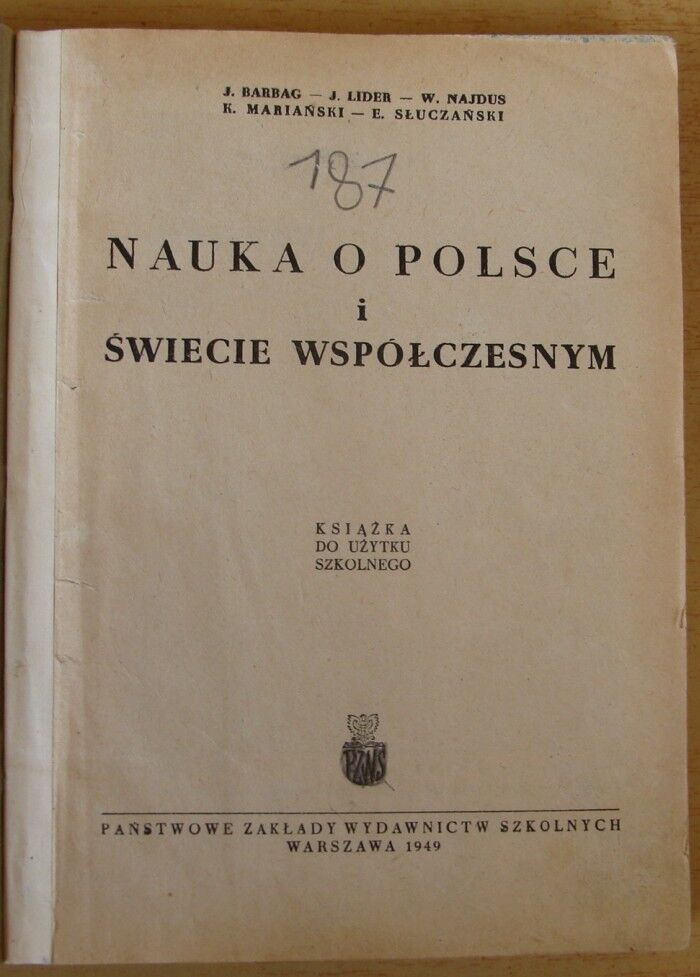 J. BARBAG — J. LIDER — W. NAJDUS
K. MARIAŃSKI — E. SŁUCZAŃSKI
187
NAUKA O POLSCE
i
ŚWIECIE WSPÓŁCZESNYM
KSIĄŻKA
DO UŻYTKU
SZKOLNEGO
PZWS
PAŃSTWOWE ZAKŁADY WYDAWNICTW SZKOLNYCH
WARSZAWA 1949